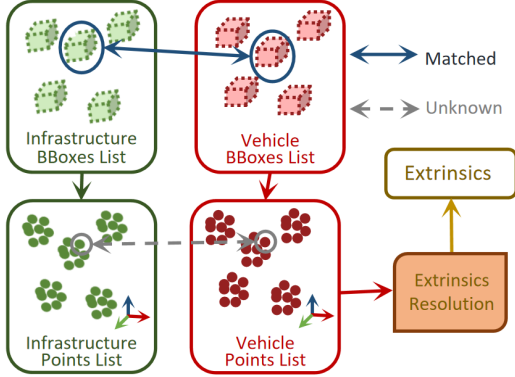 Matched
Unknown
Infrastructure
BBoxes List
Vehicle
BBoxes List
Extrinsics
Extrinsics
Resolution
Infrastructure
Points List
Vehicle
Points List